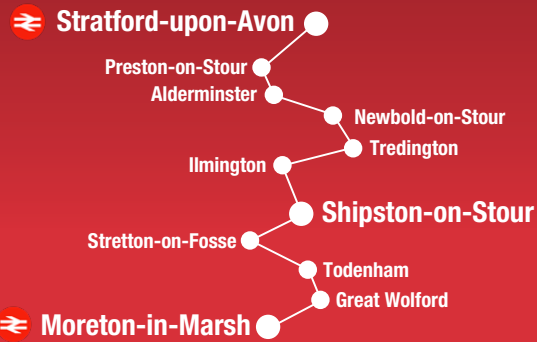 Stratford-upon-Avon
Preston-on-Stour
Alderminster
Newbold-on-Stour
Tredington
Ilmington
Shipston-on-Stour
Stretton-on-Fosse
Todenham
Great Wolford
Moreton-in-Marsh